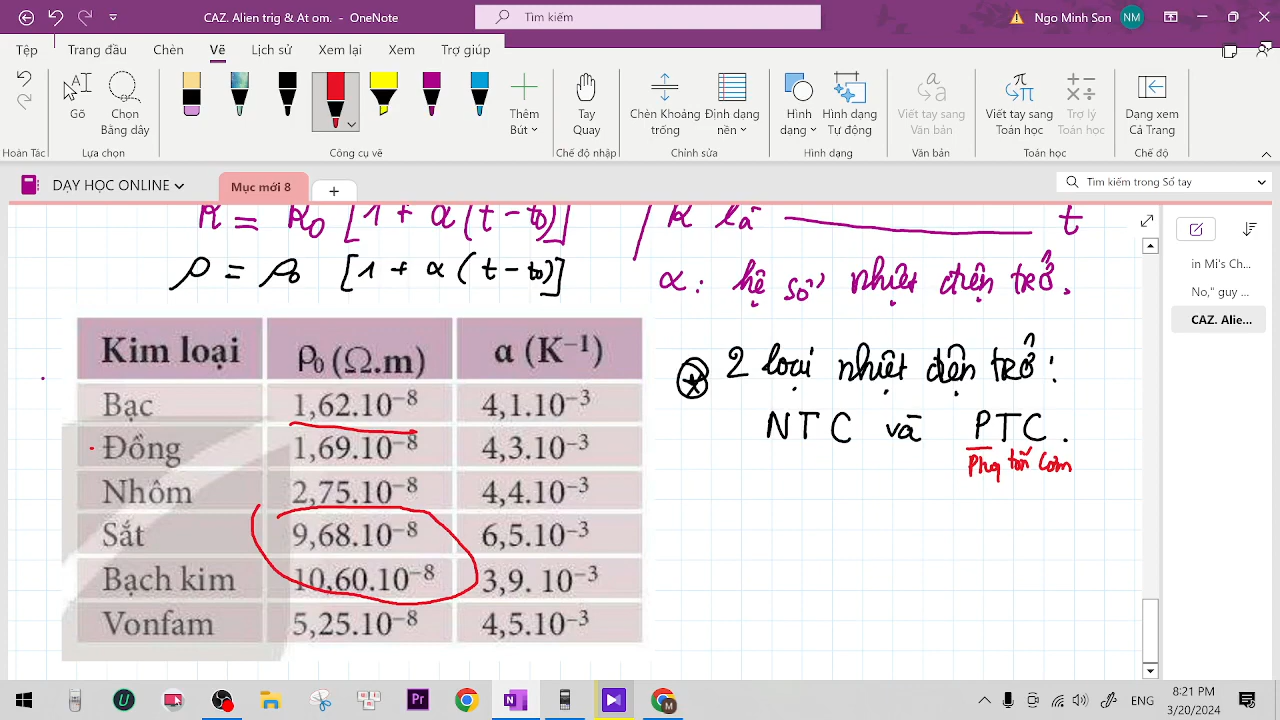 CAZ. Alien... - OneNote
Tìm kiếm
Ngo Minh Son NM
Tệp Trang đầu Chèn Vẽ Lịch sử Xem lại Xem Trợ giúp
Gõ
Chọn Bằng dây
Thêm Bút
Tay Quay
Chèn Khoảng trống
Định dạng nền
Hình dạng
Hình dạng Tự động
Viết tay sang Văn bản
Viết tay sang Toán học
Trợ lý Toán học
Dạng xem Cả Trang
Hoàn Tác Lựa chọn Công cụ vẽ Chế độ nhập Chỉnh sửa Hình dạng Văn bản Toán học Chế độ
DẠY HỌC ONLINE Mục mới 8 + Tìm kiếm trong Sổ tay
R = R₀ [1 + α(t-t₀)] / R là t
ρ = ρ₀ [1 + α(t-t₀)]
α: hệ số nhiệt điện trở.
in Mi's Ch...
No," guy ...
CAZ. Alie...
Kim loại ρ₀ (Ω.m) α (K⁻¹)
Bạc 1,62.10⁻⁸ 4,1.10⁻³
Đồng 1,69.10⁻⁸ 4,3.10⁻³
Nhôm 2,75.10⁻⁸ 4,4.10⁻³
Sắt 9,68.10⁻⁸ 6,5.10⁻³
Bạch kim 10,60.10⁻⁸ 3,9. 10⁻³
Vonfam 5,25.10⁻⁸ 4,5.10⁻³
2 loại nhiệt điện trở:
NTC và PTC.
8:21 PM
ENG
3/20/2024